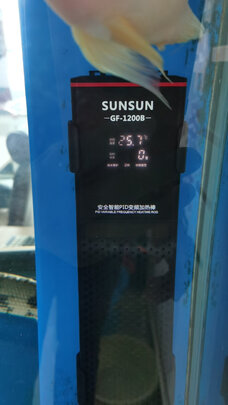 SUNSUN
-GF-1200B-
25.7
0
安全智能PID变频加热棒
PID VARIABLE FREQUENCY HEATING ROD